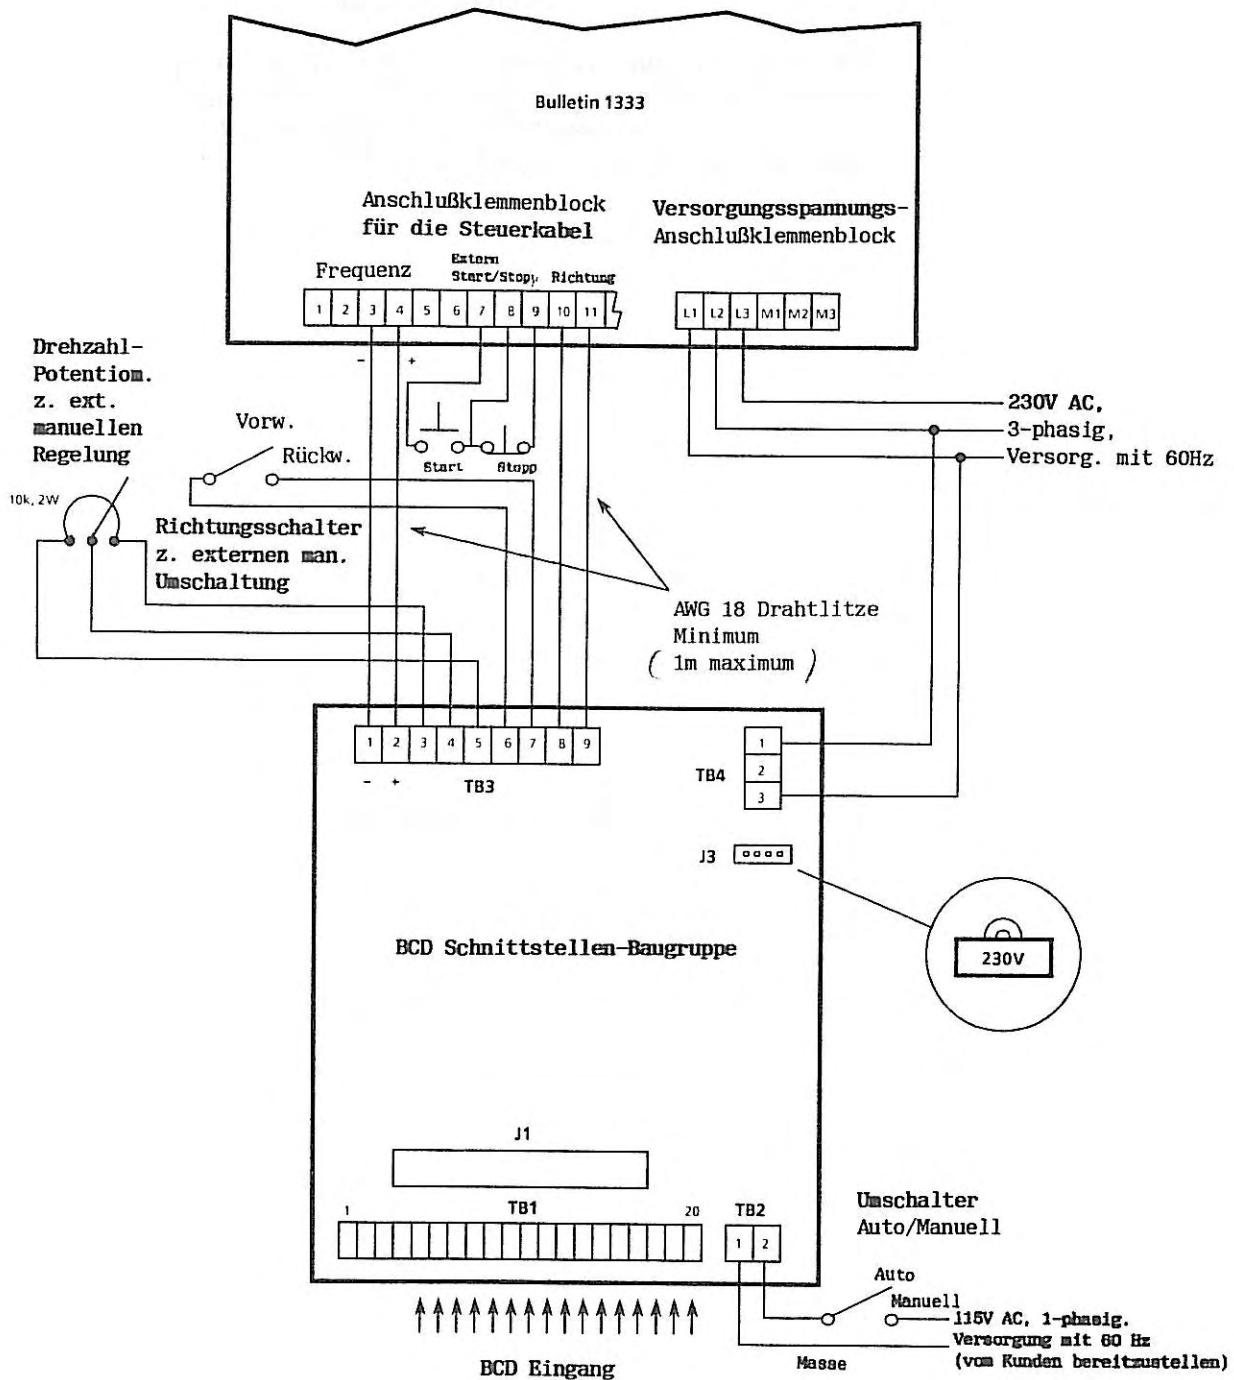 Bulletin 1333
Anschlußklemmenblock
für die Steuerkabel
Versorgungsspannungs-
Anschlußklemmenblock
Frequenz
Extern
Start/Stopp
Richtung
1 2 3 4 5 6 7 8 9 10 11
L1 L2 L3 M1 M2 M3
- +
Drehzahl-
Potentiom.
z. ext.
manuellen
Regelung
10k, 2W
Vorw.
Rückw.
Start
Stopp
230V AC,
3-phasig,
Versorg. mit 60Hz
Richtungsschalter
z. externen man.
Umschaltung
AWG 18 Drahtlitze
Minimum
( 1m maximum )
1 2 3 4 5 6 7 8 9
- +
TB3
TB4
1
2
3
J3
230V
BCD Schnittstellen-Baugruppe
J1
1
TB1
20
TB2
1 2
Umschalter
Auto/Manuell
Auto
Manuell
115V AC, 1-phasig.
Versorgung mit 60 Hz
(vom Kunden bereitzustellen)
Masse
BCD Eingang